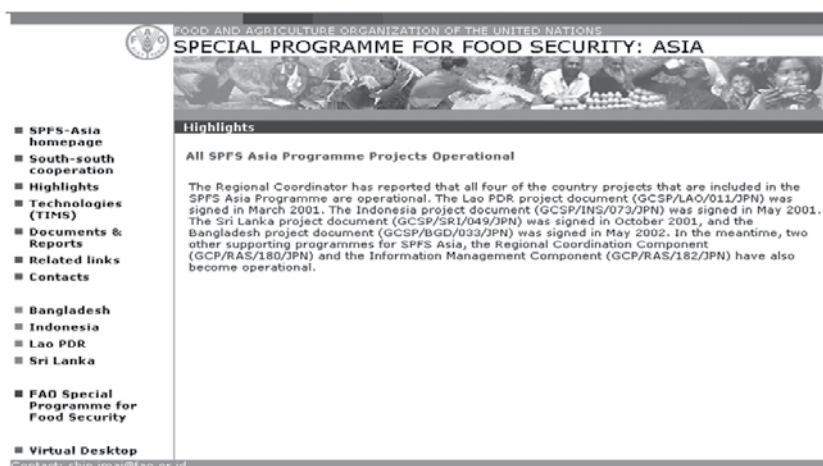 FOOD AND AGRICULTURE ORGANIZATION OF THE UNITED NATIONS
SPECIAL PROGRAMME FOR FOOD SECURITY: ASIA
SPFS-Asia
homepage
South-south
cooperation
Highlights
Technologies
(TIMS)
Documents &
Reports
Related links
Contacts
Bangladesh
Indonesia
Lao PDR
Sri Lanka
FAO Special
Programme for
Food Security
Virtual Desktop
Highlights
All SPFS Asia Programme Projects Operational
The Regional Coordinator has reported that all four of the country projects that are included in the
SPFS Asia Programme are operational. The Lao PDR project document (GCSP/LAO/011/JPN) was
signed in March 2001. The Indonesia project document (GCSP/INS/073/JPN) was signed in May 2001.
The Sri Lanka project document (GCSP/SRI/049/JPN) was signed in October 2001, and the
Bangladesh project document (GCSP/BGD/033/JPN) was signed in May 2002. In the meantime, two
other supporting programmes for SPFS Asia, the Regional Coordination Component
(GCP/RAS/180/JPN) and the Information Management Component (GCP/RAS/182/JPN) have also
become operational.
Contact: